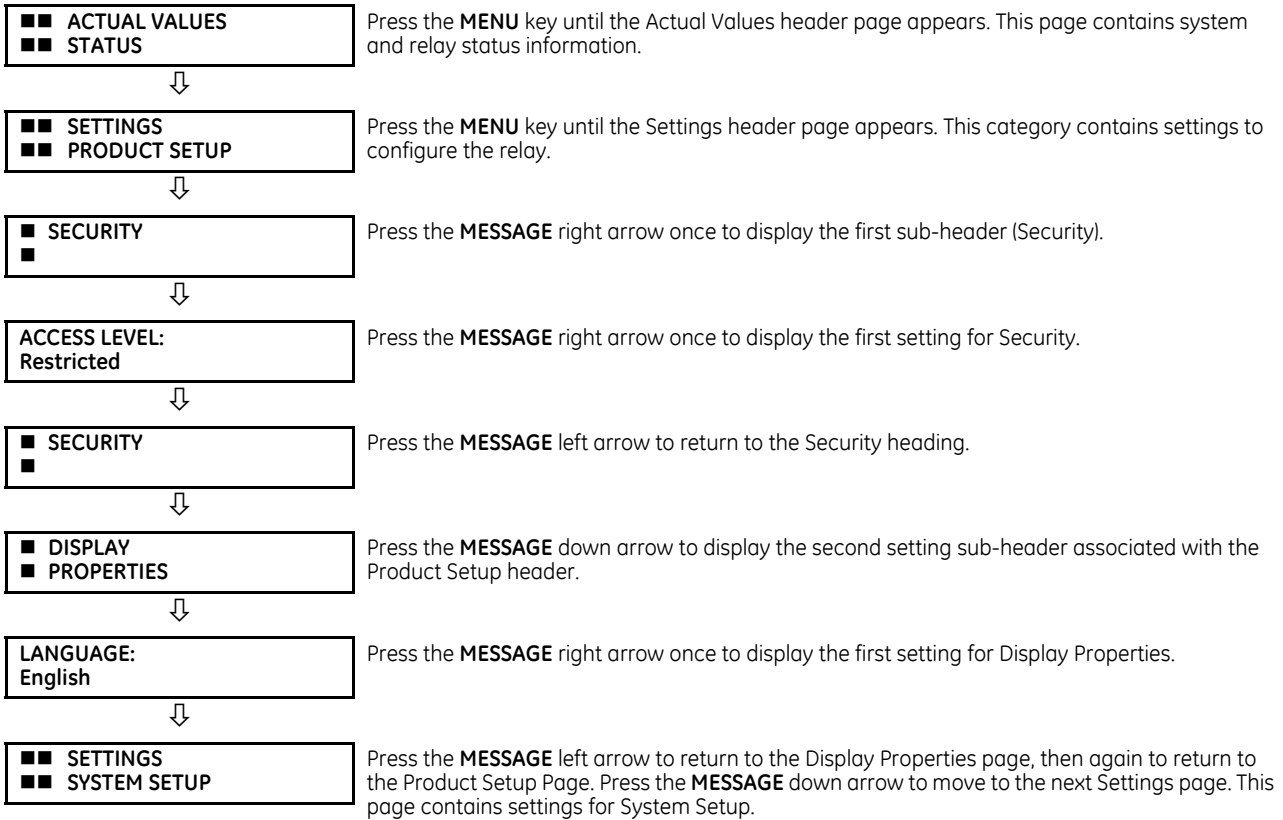 ■■ ACTUAL VALUES
■■ STATUS
Press the MENU key until the Actual Values header page appears. This page contains system
and relay status information.
⇩
■■ SETTINGS
■■ PRODUCT SETUP
Press the MENU key until the Settings header page appears. This category contains settings to
configure the relay.
⇩
■ SECURITY
■
Press the MESSAGE right arrow once to display the first sub-header (Security).
⇩
ACCESS LEVEL:
Restricted
Press the MESSAGE right arrow once to display the first setting for Security.
⇩
■ SECURITY
■
Press the MESSAGE left arrow to return to the Security heading.
⇩
■ DISPLAY
■ PROPERTIES
Press the MESSAGE down arrow to display the second setting sub-header associated with the
Product Setup header.
⇩
LANGUAGE:
English
Press the MESSAGE right arrow once to display the first setting for Display Properties.
⇩
■■ SETTINGS
■■ SYSTEM SETUP
Press the MESSAGE left arrow to return to the Display Properties page, then again to return to
the Product Setup Page. Press the MESSAGE down arrow to move to the next Settings page. This
page contains settings for System Setup.